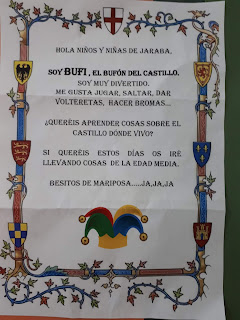 HOLA NIÑOS Y NIÑAS DE JARABA,
SOY BUFI, EL BUFÓN DEL CASTILLO.
SOY MUY DIVERTIDO.
ME GUSTA JUGAR, SALTAR, DAR
VOLTERETAS, HACER BROMAS...
¿QUERÉIS APRENDER COSAS SOBRE EL
CASTILLO DÓNDE VIVO?
SI QUERÉIS ESTOS DÍAS OS IRÉ
LLEVANDO COSAS DE LA EDAD MEDIA.
BESITOS DE MARIPOSA.....JA,JA,JA